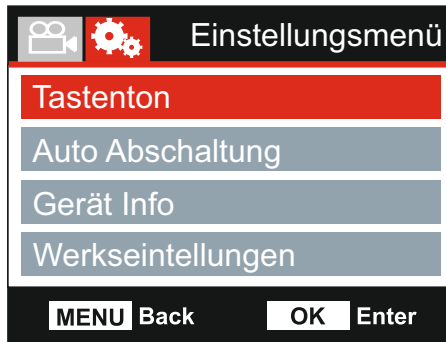 Einstellungsmenü
Tastenton
Auto Abschaltung
Gerät Info
Werkseintellungen
MENU Back OK Enter